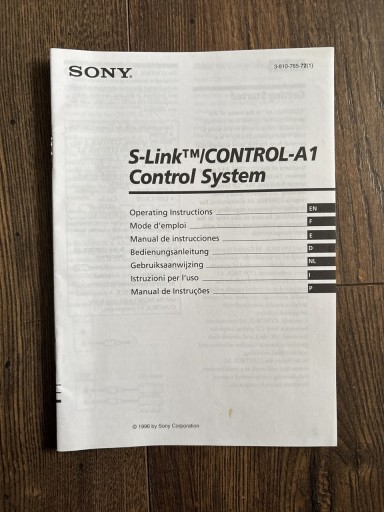 SONY.
3-810-765-72(1)
S-Link™/CONTROL-A1
Control System
Operating Instructions EN
Mode d'emploi F
Manual de instrucciones E
Bedienungsanleitung D
Gebruiksaanwijzing NL
Istruzioni per l'uso I
Manual de Instruções P
© 1996 by Sony Corporation